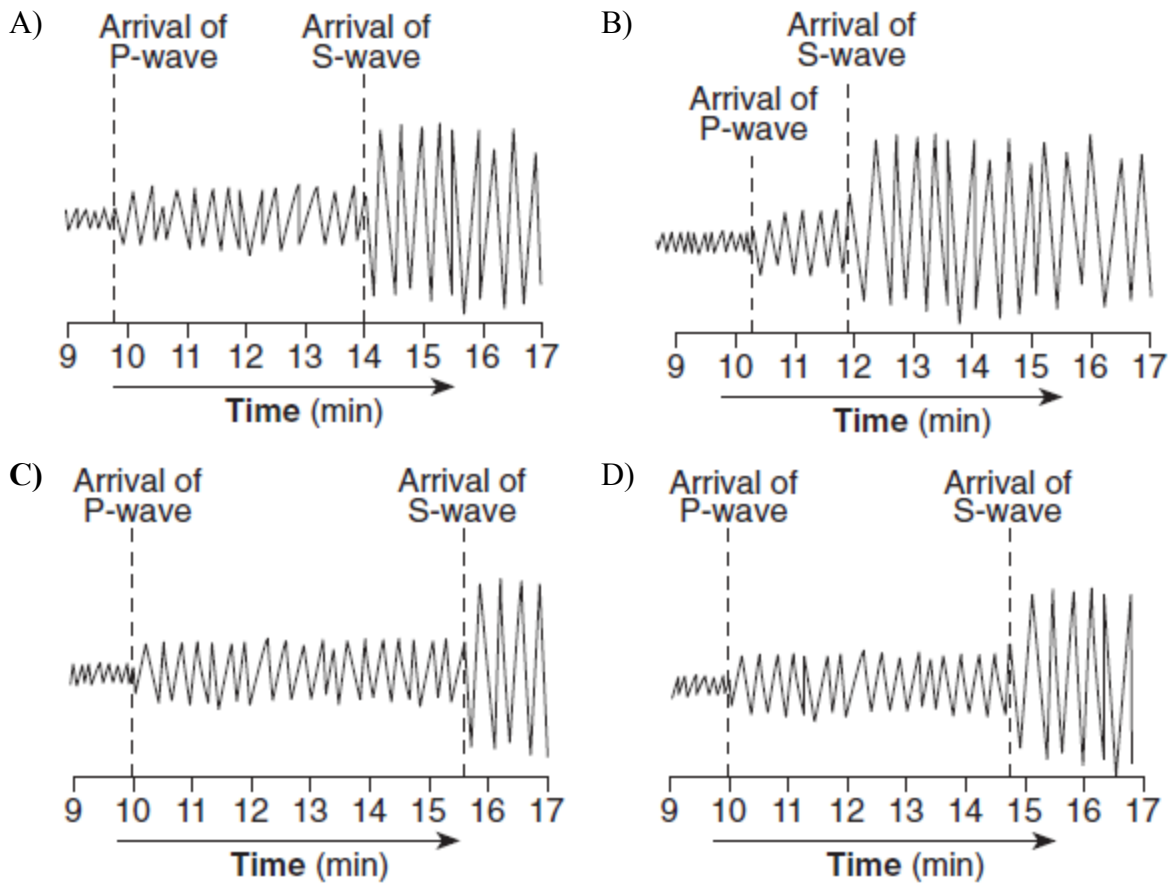 A)
Arrival of
P-wave
Arrival of
S-wave
9 10 11 12 13 14 15 16 17
Time (min)
B)
Arrival of
S-wave
Arrival of
P-wave
9 10 11 12 13 14 15 16 17
Time (min)
C)
Arrival of
P-wave
Arrival of
S-wave
9 10 11 12 13 14 15 16 17
Time (min)
D)
Arrival of
P-wave
Arrival of
S-wave
9 10 11 12 13 14 15 16 17
Time (min)